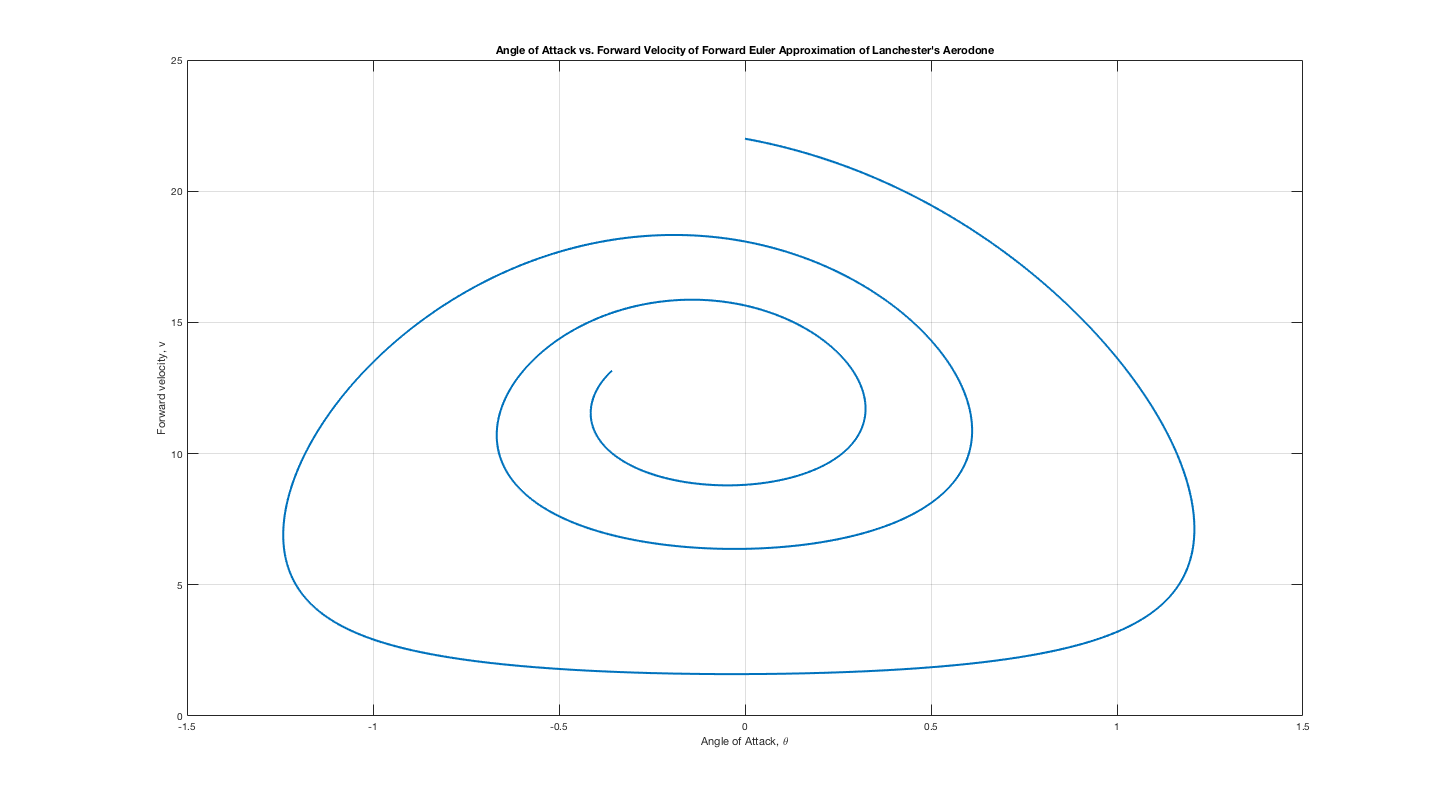 Angle of Attack vs. Forward Velocity of Forward Euler Approximation of Lanchester's Aerodone
25
20
15
10
5
0
Forward velocity, v
-1.5 -1 -0.5 0 0.5 1 1.5
Angle of Attack, θ